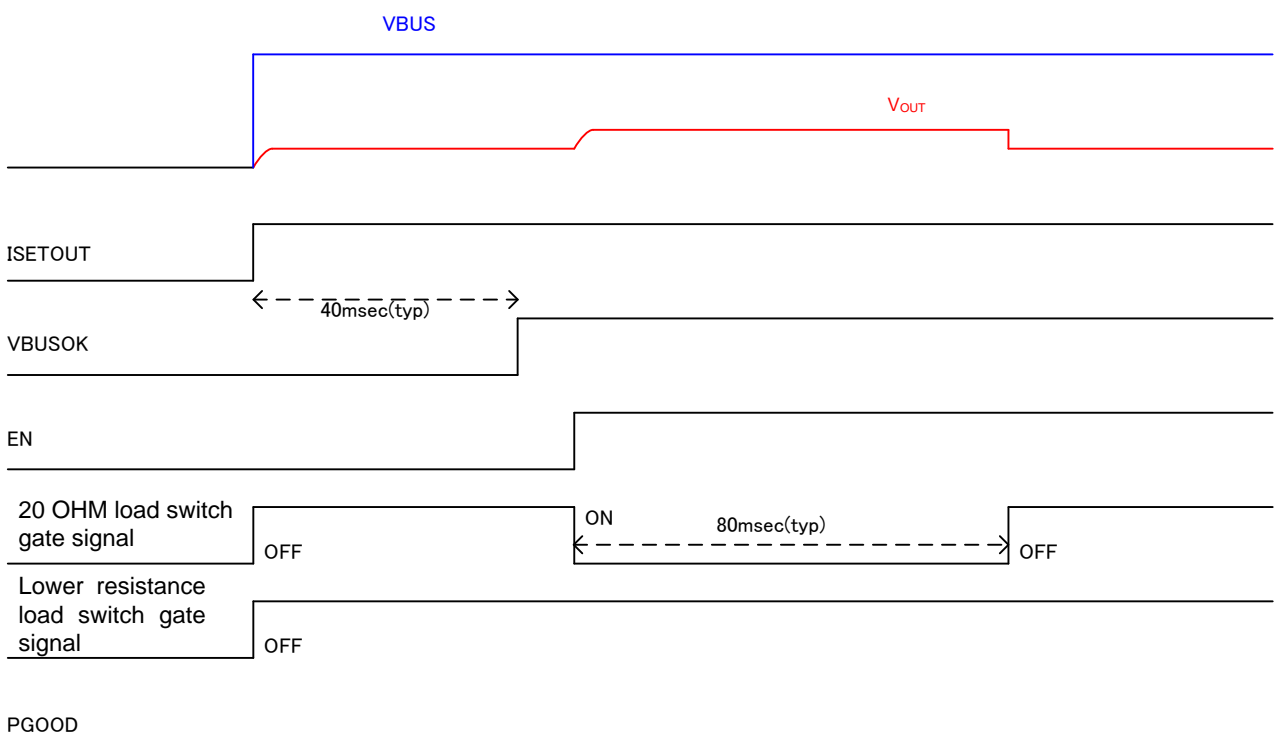 VBUS
VOUT
ISETOUT
40msec(typ)
VBUSOK
EN
20 OHM load switch
gate signal
ON
80msec(typ)
OFF
OFF
Lower resistance
load switch gate
signal
OFF
PGOOD